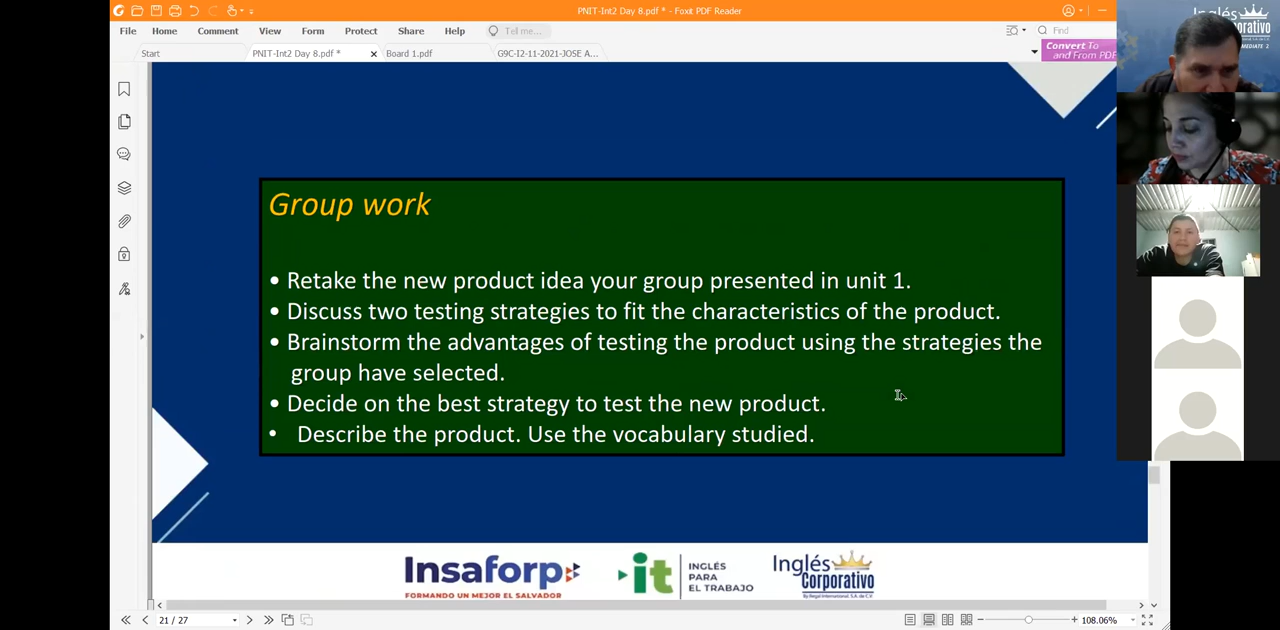 PNIT-Int2 Day 8.pdf * - Foxit PDF Reader
File Home Comment View Form Protect Share Help Tell me... Find
Start PNIT-Int2 Day 8.pdf * Board 1.pdf G9C-I2-11-2021-JOSE A...
Convert To
and From PDF
Inglés
Corporativo
Group work
• Retake the new product idea your group presented in unit 1.
• Discuss two testing strategies to fit the characteristics of the product.
• Brainstorm the advantages of testing the product using the strategies the
group have selected.
• Decide on the best strategy to test the new product.
• Describe the product. Use the vocabulary studied.
Insaforp
FORMANDO UN MEJOR EL SALVADOR
it
INGLÉS
PARA
EL TRABAJO
Inglés
Corporativo
21 / 27
108.06%